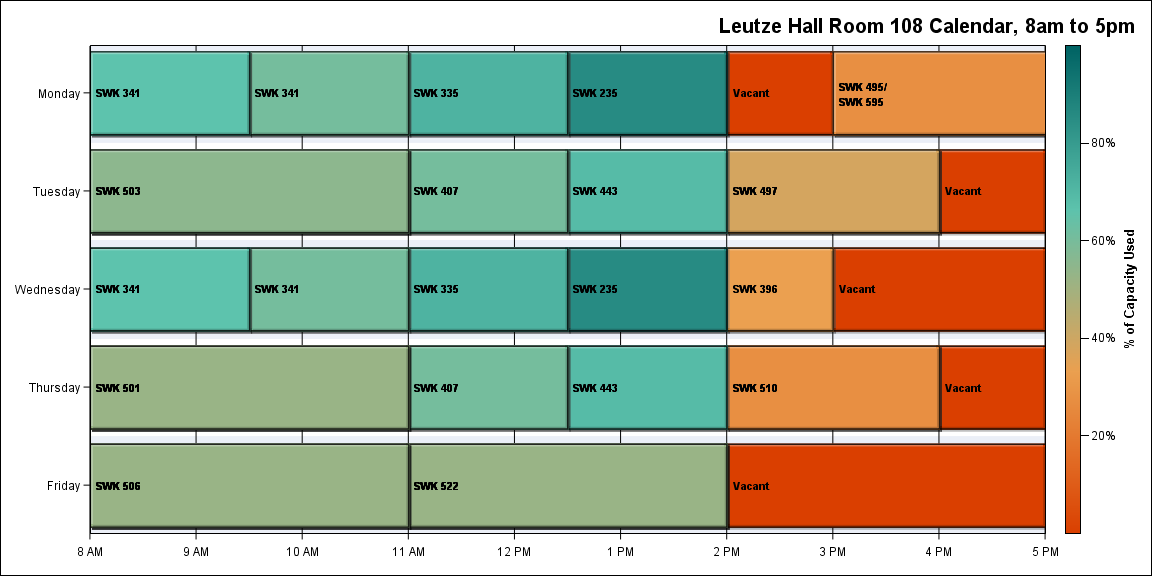 Leutze Hall Room 108 Calendar, 8am to 5pm
Monday
SWK 341
SWK 341
SWK 335
SWK 235
Vacant
SWK 495/
SWK 595
Tuesday
SWK 503
SWK 407
SWK 443
SWK 497
Vacant
Wednesday
SWK 341
SWK 341
SWK 335
SWK 235
SWK 396
Vacant
Thursday
SWK 501
SWK 407
SWK 443
SWK 510
Vacant
Friday
SWK 506
SWK 522
Vacant
8 AM
9 AM
10 AM
11 AM
12 PM
1 PM
2 PM
3 PM
4 PM
5 PM
80%
60%
40%
20%
% of Capacity Used